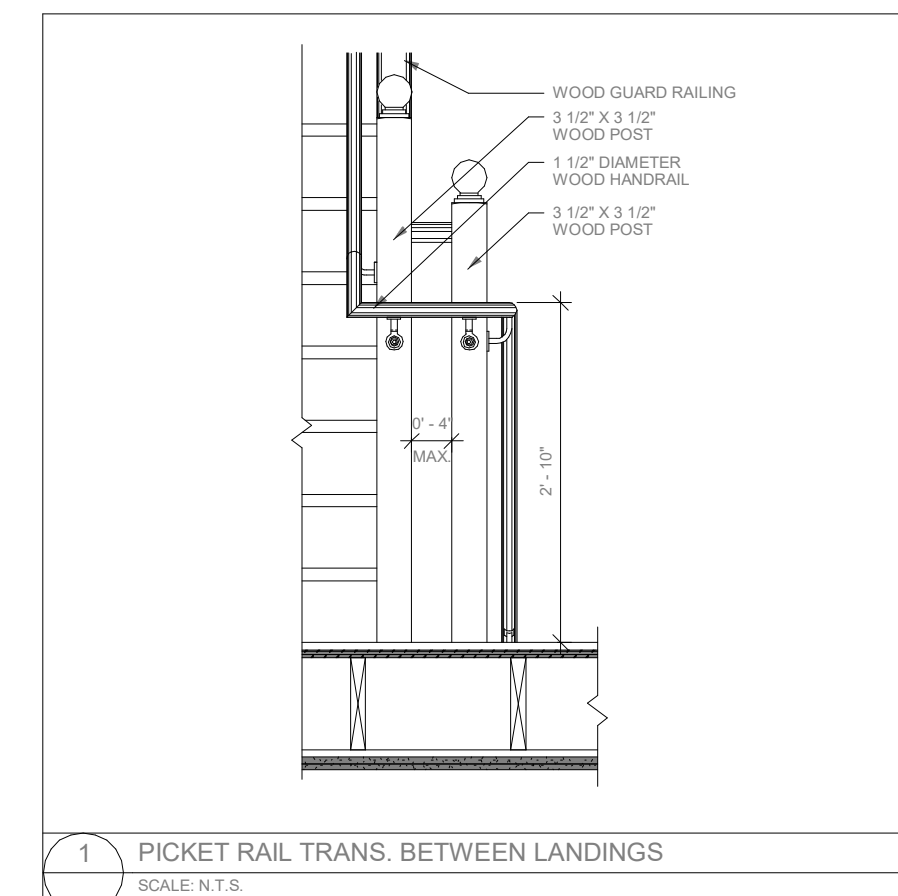 WOOD GUARD RAILING
3 1/2" X 3 1/2"
WOOD POST
1 1/2" DIAMETER
WOOD HANDRAIL
3 1/2" X 3 1/2"
WOOD POST
0' - 4"
MAX.
2' - 10"
1
PICKET RAIL TRANS. BETWEEN LANDINGS
SCALE: N.T.S.